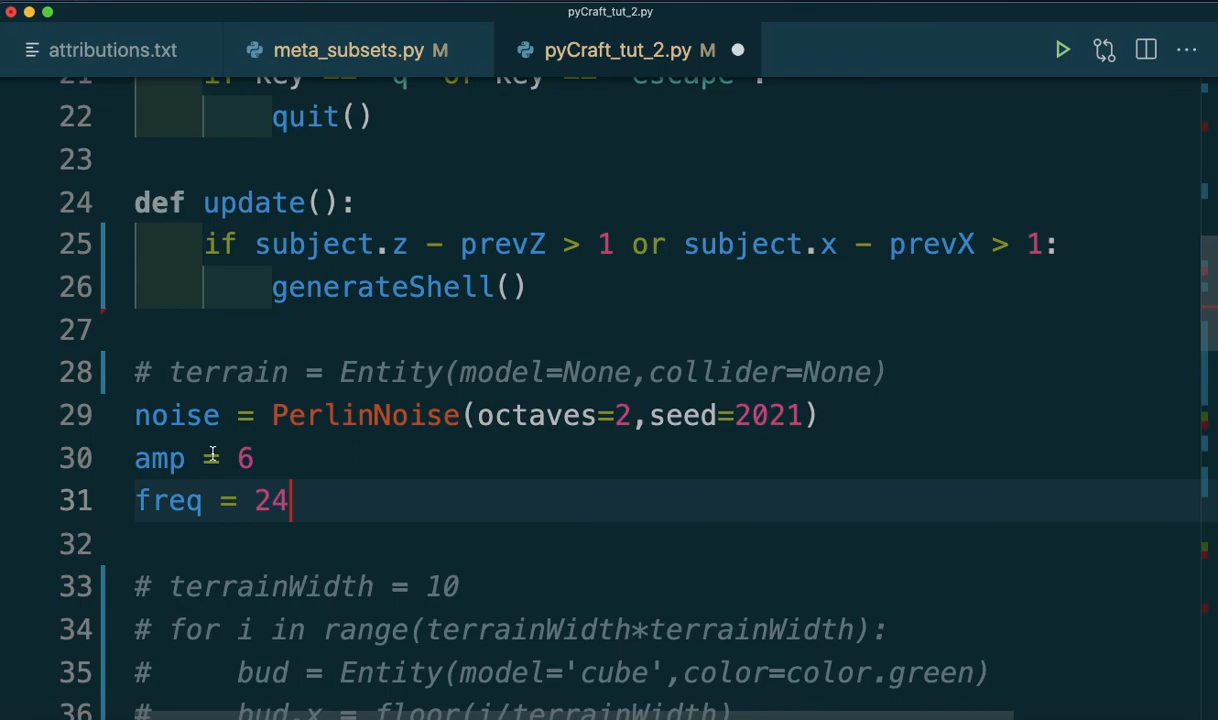 pyCraft_tut_2.py
attributions.txt meta_subsets.py M pyCraft_tut_2.py M
21 if key == 'q' or key == 'escape':
22 quit()
23
24 def update():
25 if subject.z - prevZ > 1 or subject.x - prevX > 1:
26 generateShell()
27
28 # terrain = Entity(model=None,collider=None)
29 noise = PerlinNoise(octaves=2,seed=2021)
30 amp = 6
31 freq = 24
32
33 # terrainWidth = 10
34 # for i in range(terrainWidth*terrainWidth):
35 # bud = Entity(model='cube',color=color.green)
36 # bud.x = floor(i/terrainWidth)